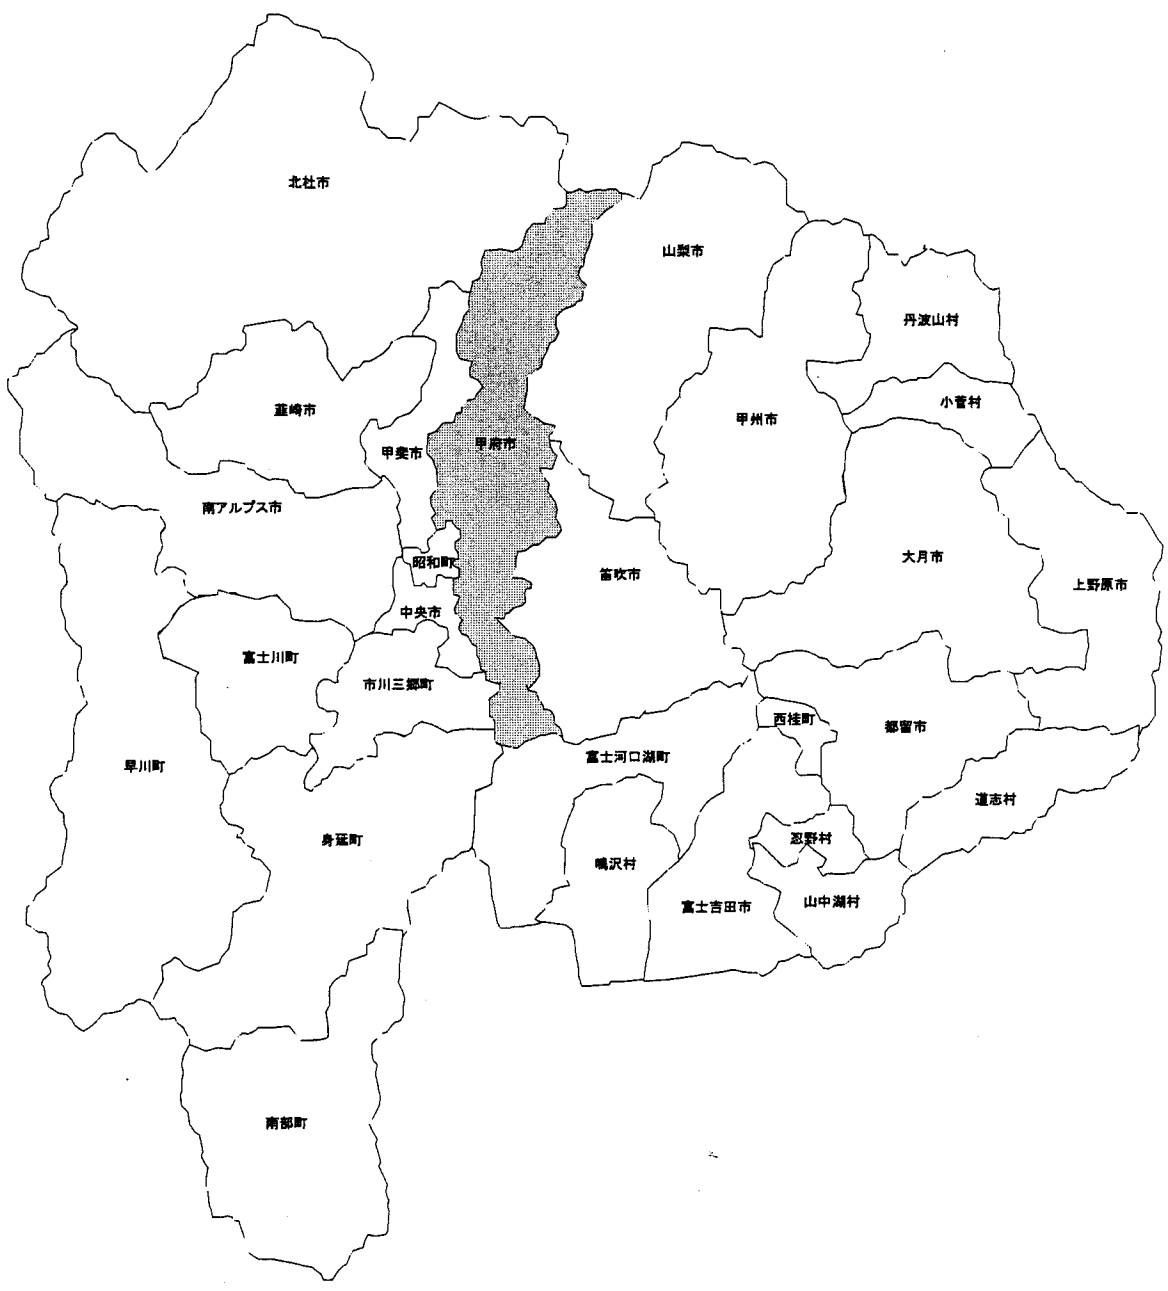 北杜市
山梨市
丹波山村
小菅村
韮崎市
甲州市
甲府市
甲斐市
南アルプス市
大月市
昭和町
笛吹市
上野原市
中央市
富士川町
市川三郷町
西桂町
都留市
富士河口湖町
早川町
道志村
身延町
忍野村
鳴沢村
山中湖村
富士吉田市
南部町